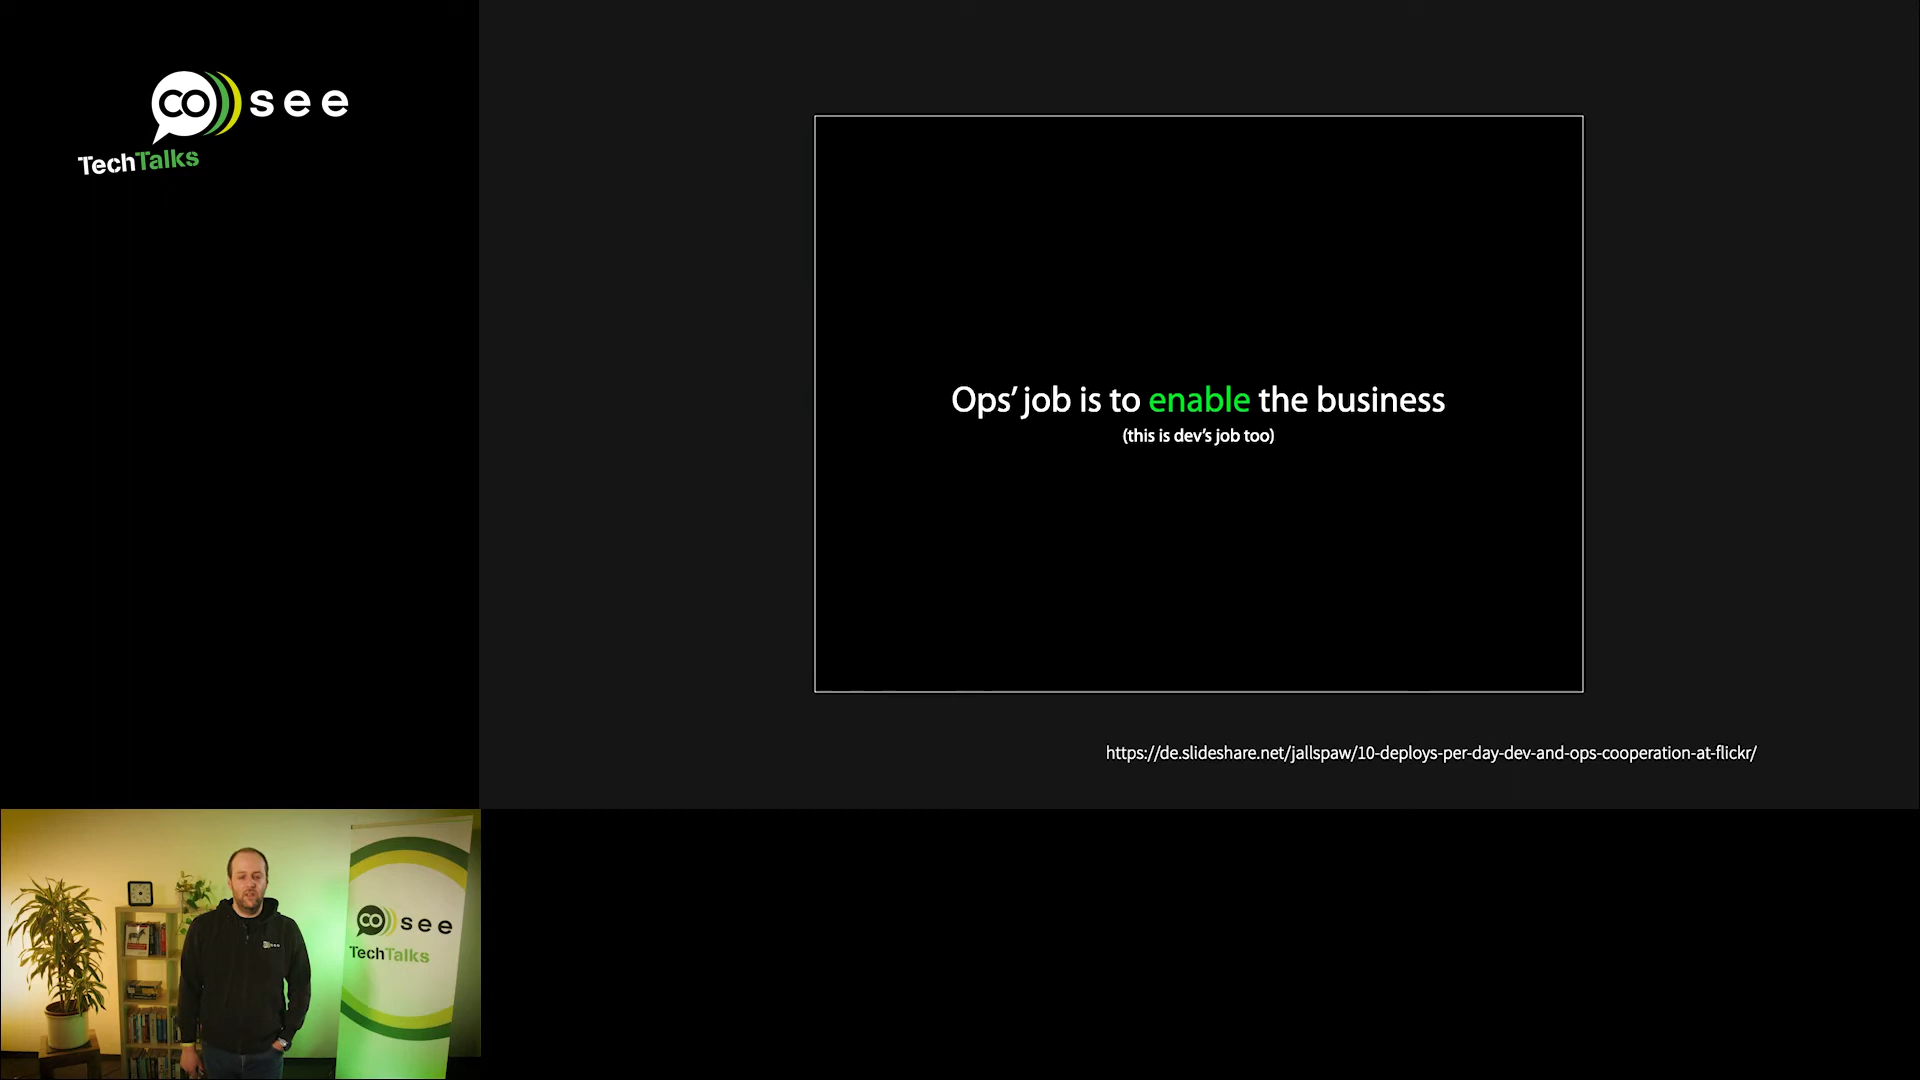 co see
TechTalks
Ops’ job is to enable the business
(this is dev’s job too)
https://de.slideshare.net/jallspaw/10-deploys-per-day-dev-and-ops-cooperation-at-flickr/
co see
TechTalks